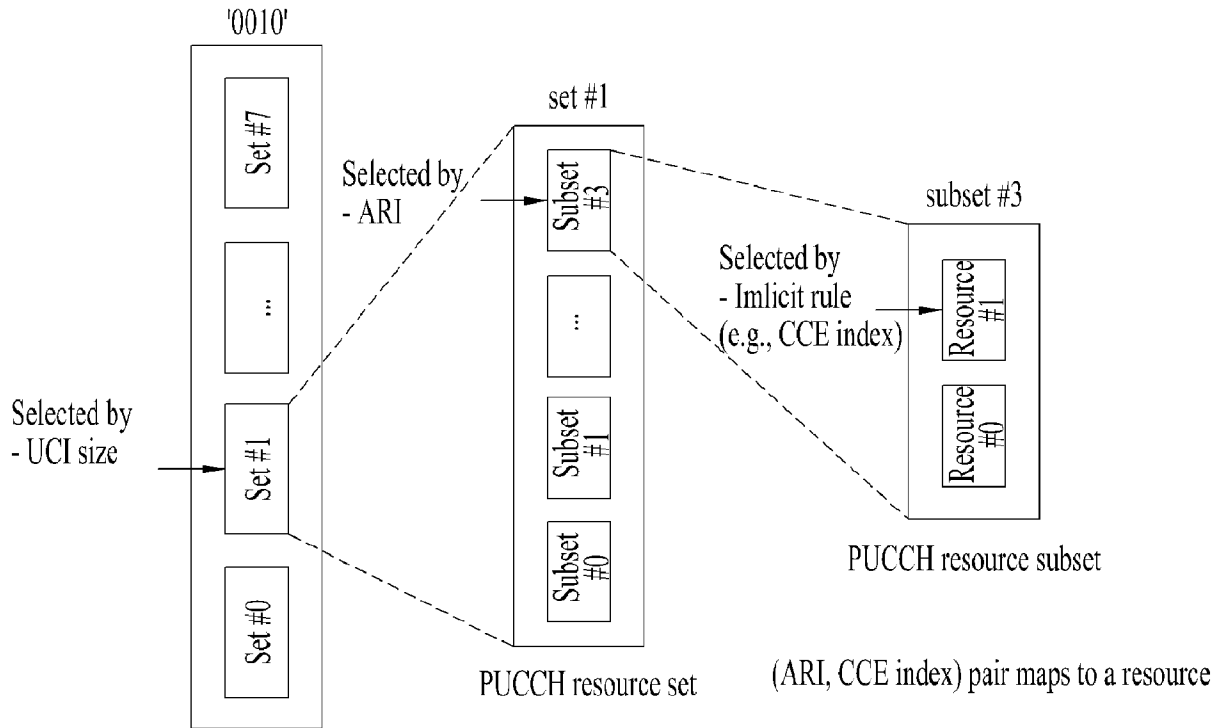 '0010'
Set #7
...
Set #1
Set #0
Selected by
- UCI size
set #1
Selected by
- ARI
Subset
#3
...
Subset
#1
Subset
#0
PUCCH resource set
subset #3
Selected by
- Imlicit rule
(e.g., CCE index)
Resource
#1
Resource
#0
PUCCH resource subset
(ARI, CCE index) pair maps to a resource